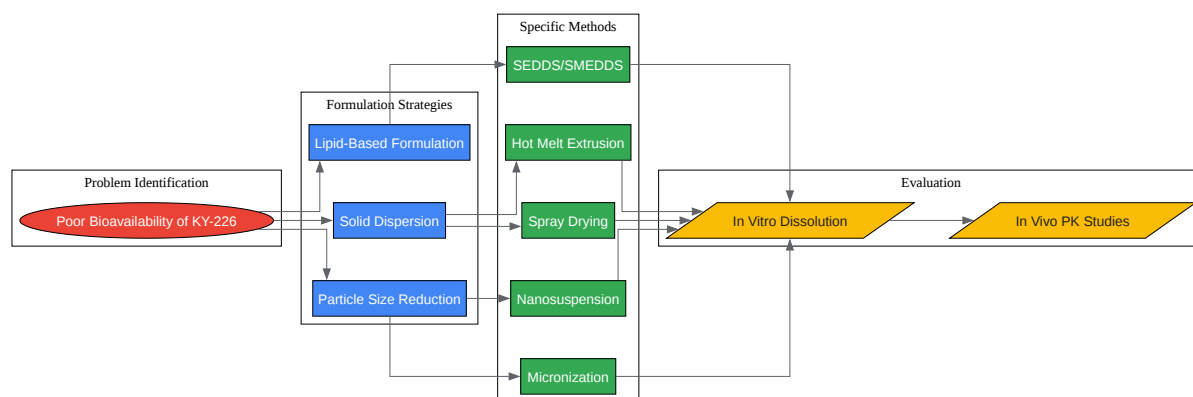 Specific Methods
SEDDS/SMEDDS
Formulation Strategies
Lipid-Based Formulation
Hot Melt Extrusion
Problem Identification
Evaluation
Poor Bioavailability of KY-226
Solid Dispersion
Spray Drying
In Vitro Dissolution
In Vivo PK Studies
Particle Size Reduction
Nanosuspension
Micronization